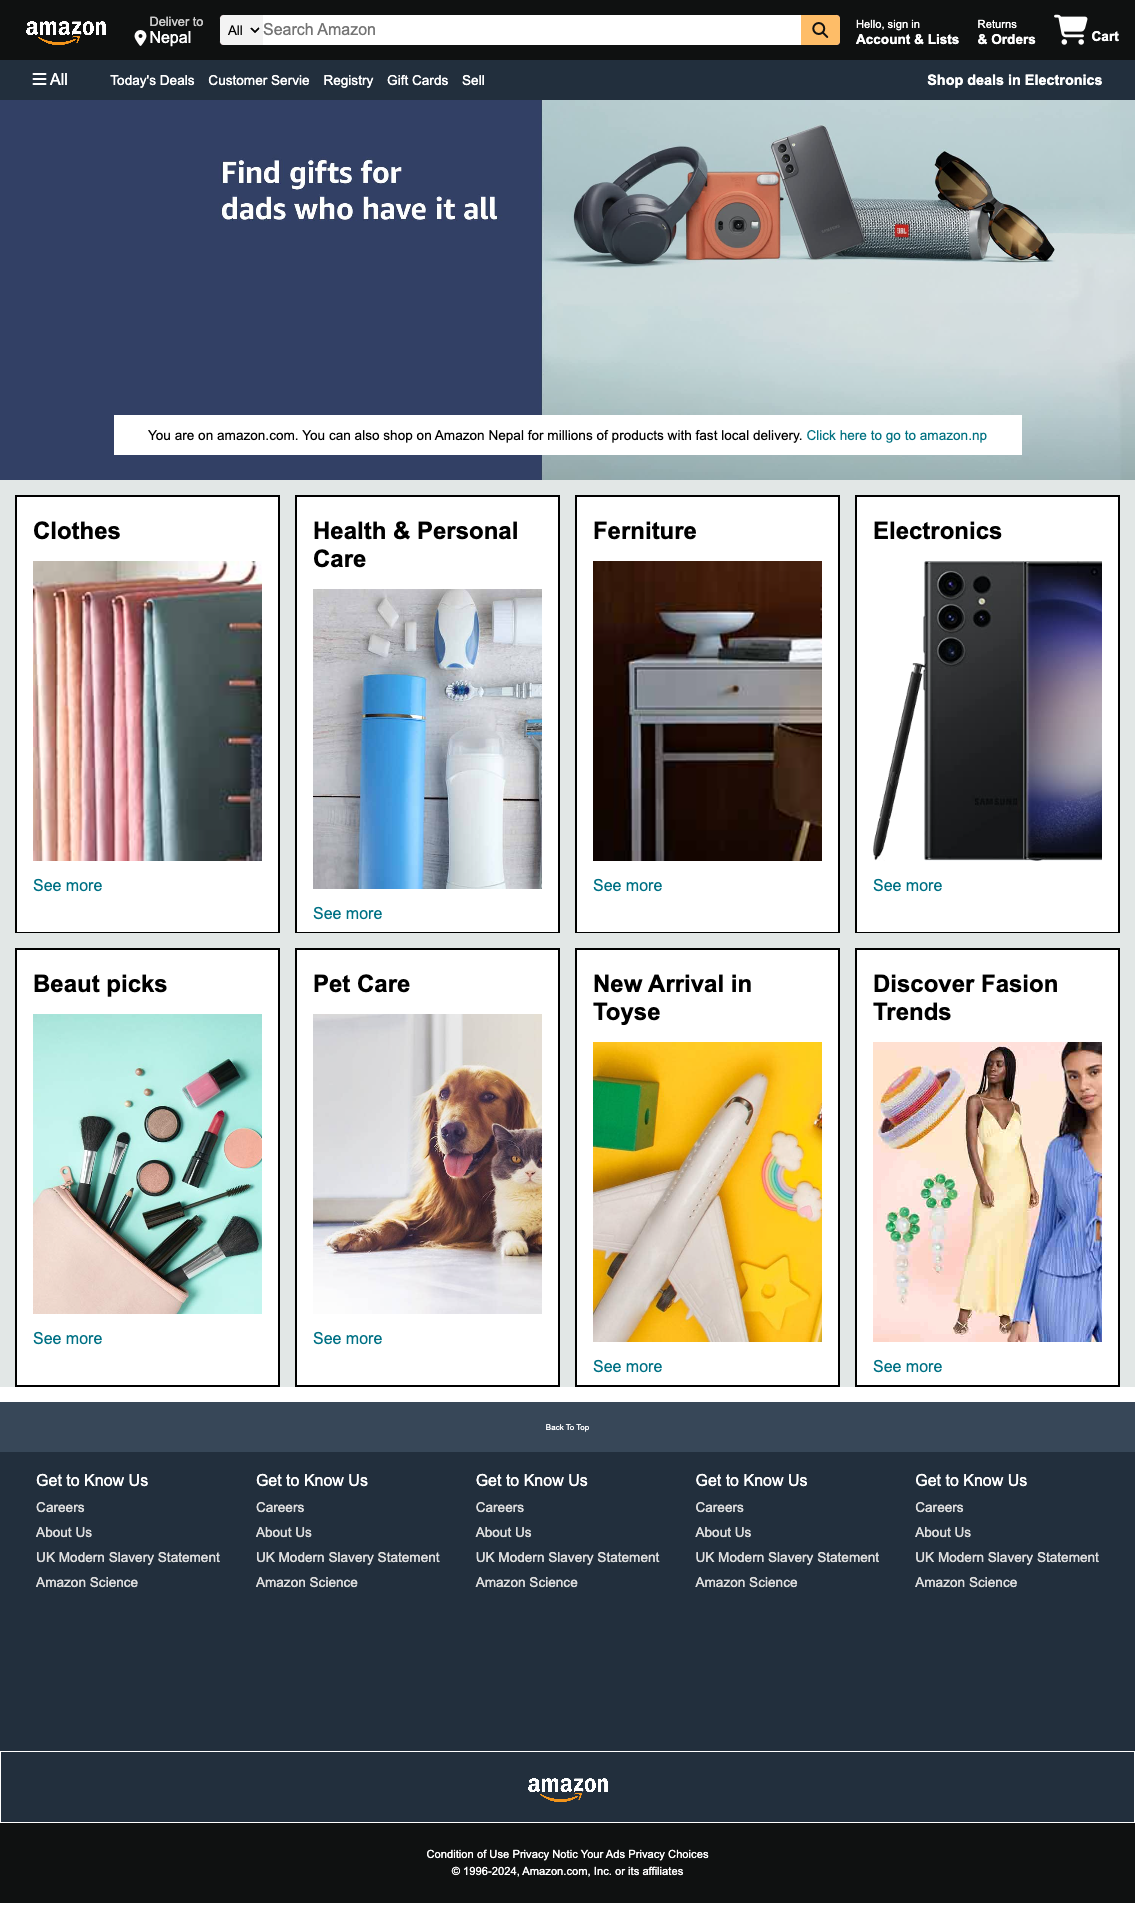 amazon
Deliver to
Nepal
All
Search Amazon
Hello, sign in
Account & Lists
Returns
& Orders
Cart
All
Today's Deals
Customer Servie
Registry
Gift Cards
Sell
Shop deals in Electronics
Find gifts for
dads who have it all
JBL
You are on amazon.com. You can also shop on Amazon Nepal for millions of products with fast local delivery. Click here to go to amazon.np
Clothes
See more
Health & Personal
Care
See more
Ferniture
See more
Electronics
SAMSUNG
See more
Beaut picks
See more
Pet Care
See more
New Arrival in
Toyse
See more
Discover Fasion
Trends
See more
Back To Top
Get to Know Us
Careers
About Us
UK Modern Slavery Statement
Amazon Science
Get to Know Us
Careers
About Us
UK Modern Slavery Statement
Amazon Science
Get to Know Us
Careers
About Us
UK Modern Slavery Statement
Amazon Science
Get to Know Us
Careers
About Us
UK Modern Slavery Statement
Amazon Science
Get to Know Us
Careers
About Us
UK Modern Slavery Statement
Amazon Science
amazon
Condition of Use Privacy Notic Your Ads Privacy Choices
© 1996-2024, Amazon.com, Inc. or its affiliates